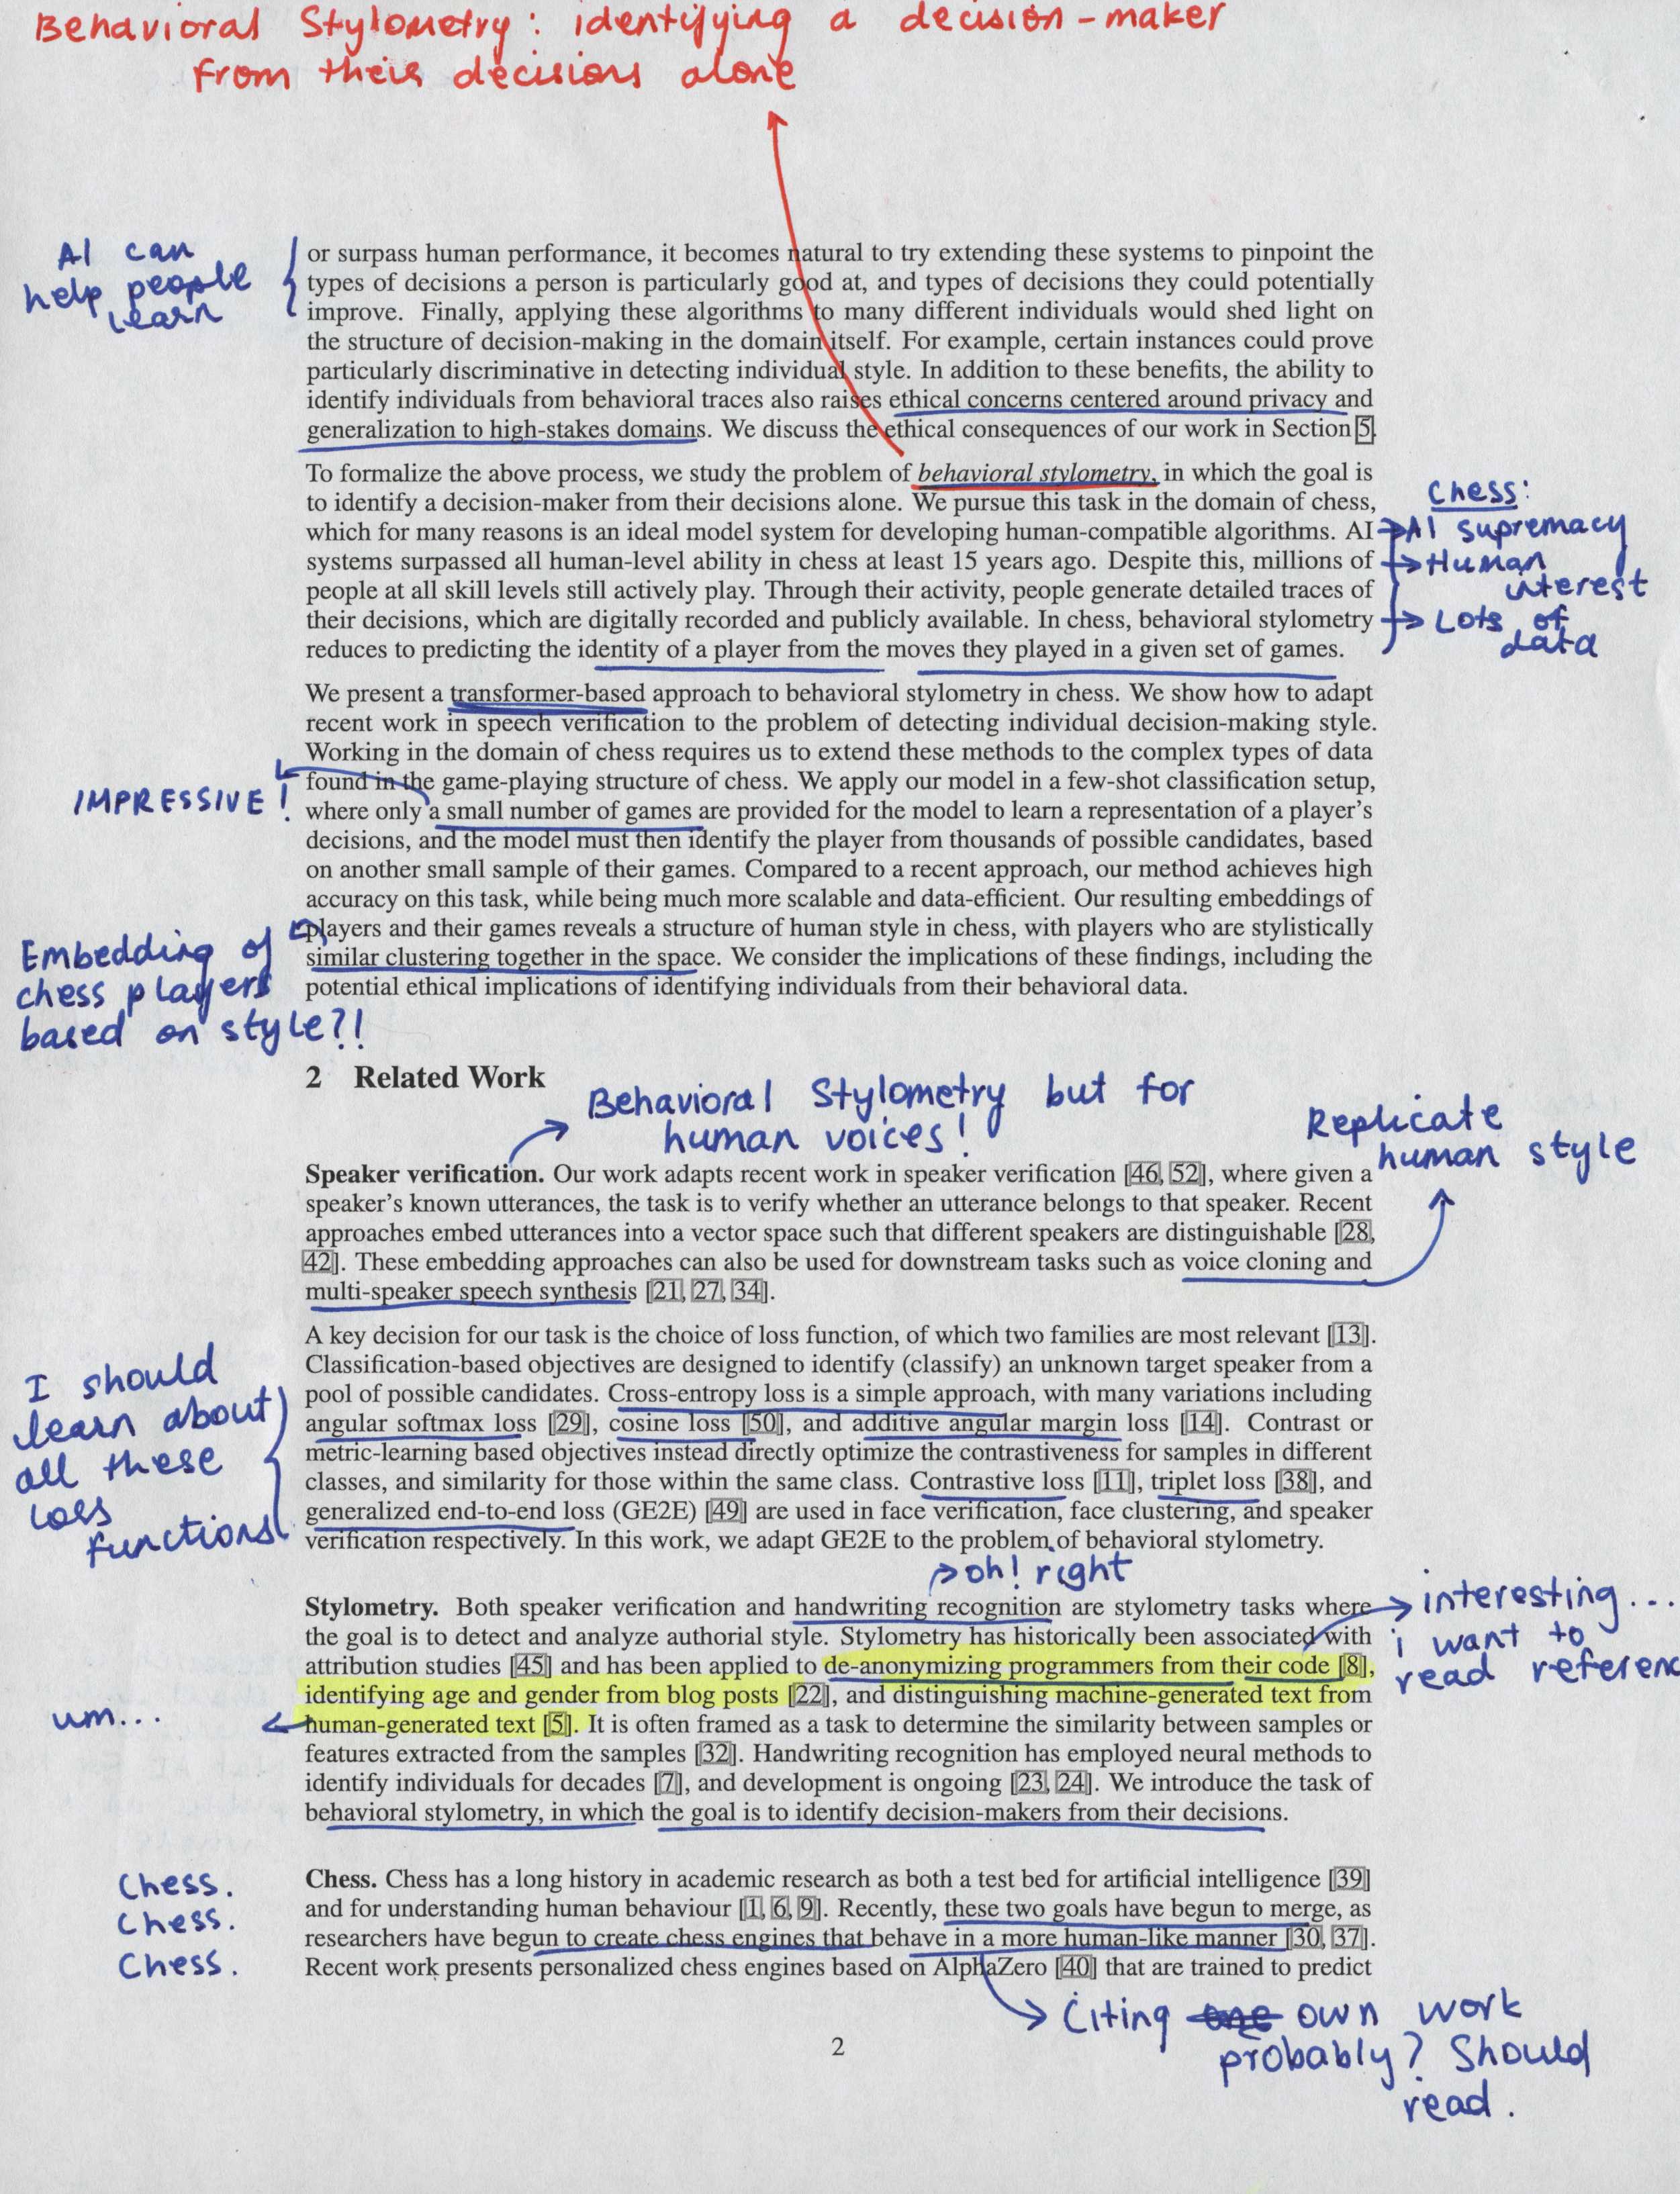 Behavioral Stylometry: identifying a decision-maker
from their decisions alone
AI can
help people
learn
or surpass human performance, it becomes natural to try extending these systems to pinpoint the
types of decisions a person is particularly good at, and types of decisions they could potentially
improve. Finally, applying these algorithms to many different individuals would shed light on
the structure of decision-making in the domain itself. For example, certain instances could prove
particularly discriminative in detecting individual style. In addition to these benefits, the ability to
identify individuals from behavioral traces also raises ethical concerns centered around privacy and
generalization to high-stakes domains. We discuss the ethical consequences of our work in Section 5.
To formalize the above process, we study the problem of behavioral stylometry, in which the goal is
to identify a decision-maker from their decisions alone. We pursue this task in the domain of chess,
which for many reasons is an ideal model system for developing human-compatible algorithms. AI
systems surpassed all human-level ability in chess at least 15 years ago. Despite this, millions of
people at all skill levels still actively play. Through their activity, people generate detailed traces of
their decisions, which are digitally recorded and publicly available. In chess, behavioral stylometry
reduces to predicting the identity of a player from the moves they played in a given set of games.
Chess:
→AI supremacy
→Human
interest
→ Lots of
data
We present a transformer-based approach to behavioral stylometry in chess. We show how to adapt
recent work in speech verification to the problem of detecting individual decision-making style.
Working in the domain of chess requires us to extend these methods to the complex types of data
found in the game-playing structure of chess. We apply our model in a few-shot classification setup,
where only a small number of games are provided for the model to learn a representation of a player's
decisions, and the model must then identify the player from thousands of possible candidates, based
on another small sample of their games. Compared to a recent approach, our method achieves high
accuracy on this task, while being much more scalable and data-efficient. Our resulting embeddings of
players and their games reveals a structure of human style in chess, with players who are stylistically
similar clustering together in the space. We consider the implications of these findings, including the
potential ethical implications of identifying individuals from their behavioral data.
IMPRESSIVE!
Embedding of
chess players
based on style?!
2 Related Work
Behavioral Stylometry but for
human voices!
Replicate
human style
Speaker verification. Our work adapts recent work in speaker verification [46, 52], where given a
speaker's known utterances, the task is to verify whether an utterance belongs to that speaker. Recent
approaches embed utterances into a vector space such that different speakers are distinguishable [28,
42]. These embedding approaches can also be used for downstream tasks such as voice cloning and
multi-speaker speech synthesis [21, 27, 34].
A key decision for our task is the choice of loss function, of which two families are most relevant [13].
Classification-based objectives are designed to identify (classify) an unknown target speaker from a
pool of possible candidates. Cross-entropy loss is a simple approach, with many variations including
angular softmax loss [29], cosine loss [50], and additive angular margin loss [14]. Contrast or
metric-learning based objectives instead directly optimize the contrastiveness for samples in different
classes, and similarity for those within the same class. Contrastive loss [11], triplet loss [38], and
generalized end-to-end loss (GE2E) [49] are used in face verification, face clustering, and speaker
verification respectively. In this work, we adapt GE2E to the problem of behavioral stylometry.
I should
learn about
all these
loss
functions
→oh! right
Stylometry. Both speaker verification and handwriting recognition are stylometry tasks where
the goal is to detect and analyze authorial style. Stylometry has historically been associated with
attribution studies [45] and has been applied to de-anonymizing programmers from their code [8],
identifying age and gender from blog posts [22], and distinguishing machine-generated text from
human-generated text [5]. It is often framed as a task to determine the similarity between samples or
features extracted from the samples [32]. Handwriting recognition has employed neural methods to
identify individuals for decades [7], and development is ongoing [23, 24]. We introduce the task of
behavioral stylometry, in which the goal is to identify decision-makers from their decisions.
→ interesting...
i want to
read referenc
um...
Chess.
Chess.
Chess.
Chess. Chess has a long history in academic research as both a test bed for artificial intelligence [39]
and for understanding human behaviour [1, 6, 9]. Recently, these two goals have begun to merge, as
researchers have begun to create chess engines that behave in a more human-like manner [30, 37].
Recent work presents personalized chess engines based on AlphaZero [40] that are trained to predict
→ Citing one own work
probably? Should
read.
2